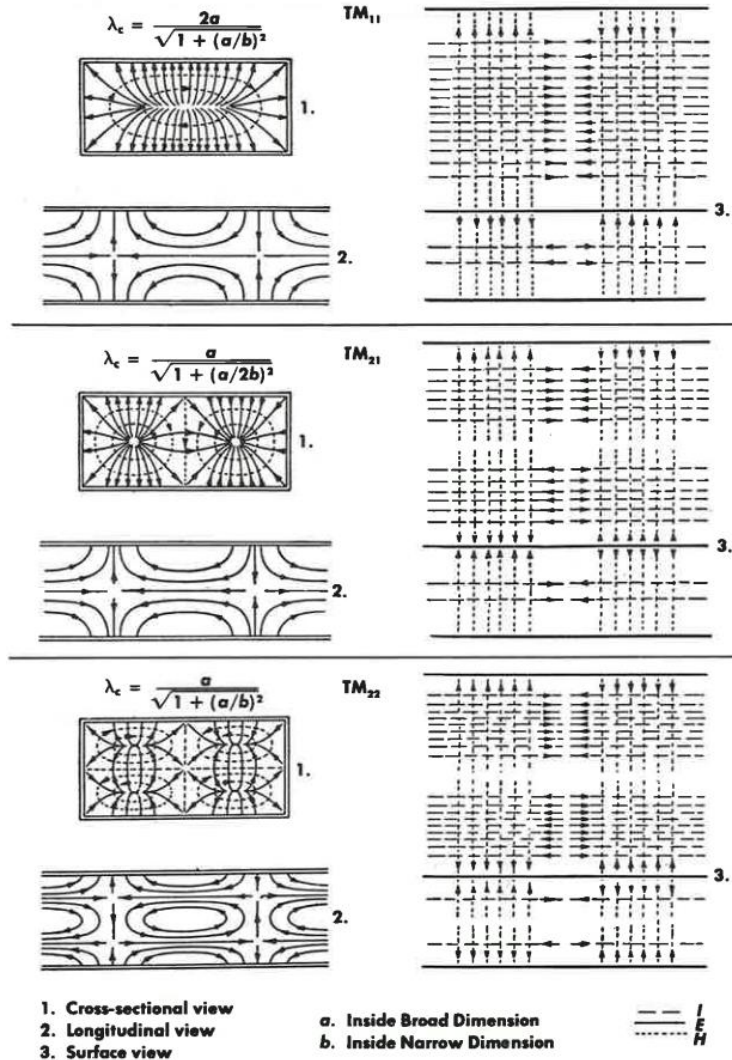 λc = 2a / √1 + (a/b)²
TM₁₁
1.
2.
3.
λc = a / √1 + (a/2b)²
TM₂₁
1.
2.
3.
λc = a / √1 + (a/b)²
TM₂₂
1.
2.
3.
1. Cross-sectional view
2. Longitudinal view
3. Surface view
a. Inside Broad Dimension
b. Inside Narrow Dimension
I
E
H